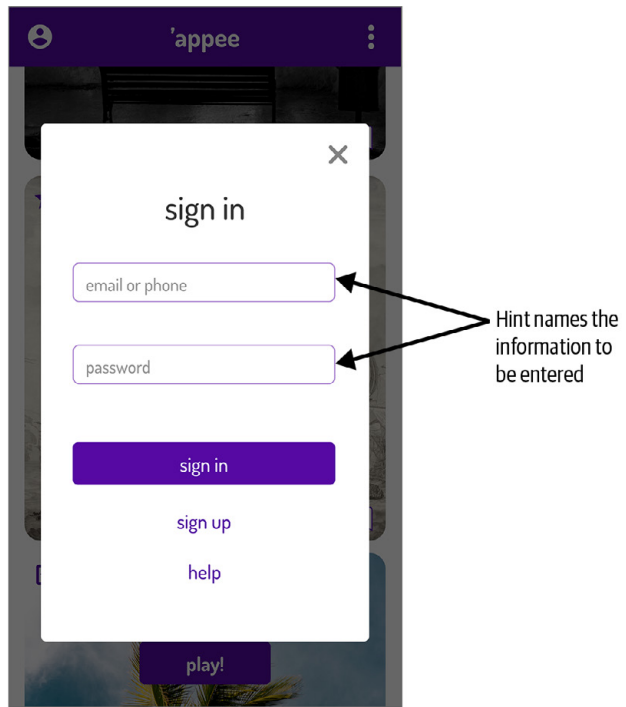 'appee
sign in
email or phone
password
Hint names the
information to
be entered
sign in
sign up
help
play!